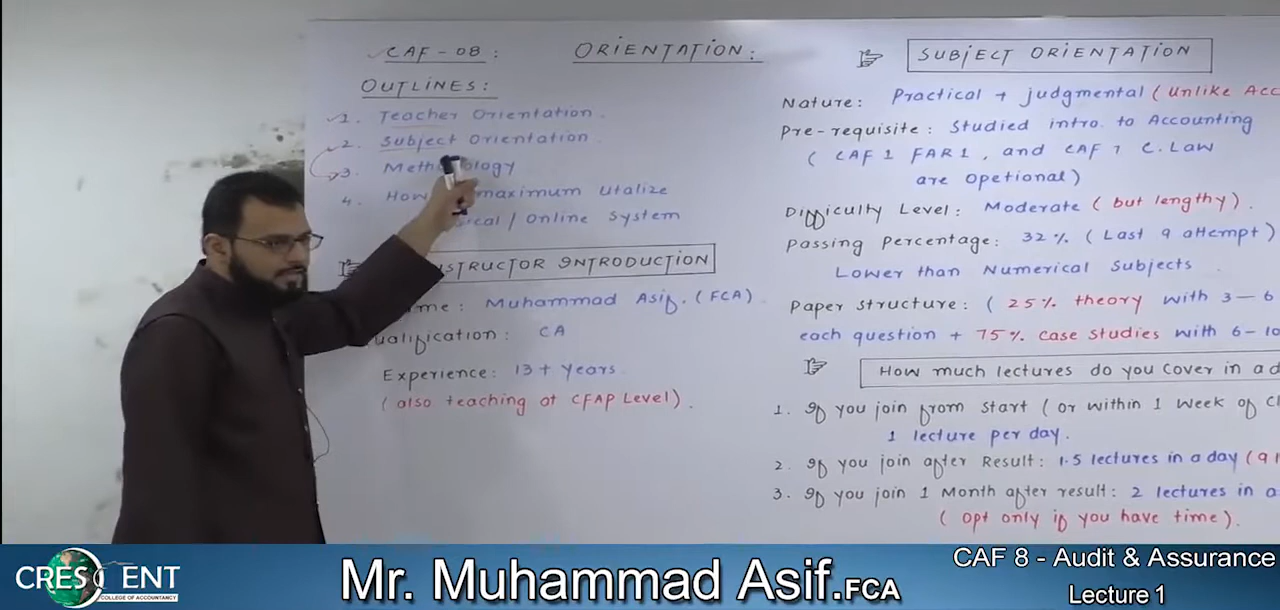 CAF - 08 :
ORIENTATION :
OUTLINES :
1. Teacher Orientation.
2. Subject Orientation.
3. Meth ology
4. How maximum Utalize
/ Online System
INTRODUCTION
Muhammad Asif. (FCA)
CA
Experience: 13+ Years.
(also teaching at CFAP Level).
SUBJECT ORIENTATION
Nature: Practical + judgmental (unlike Acc
Pre-requisite: Studied intro. to Accounting
(CAF 1 FAR 1, and CAF 7 C. Law
are opetional)
Difficulty Level: Moderate (but lengthy).
Passing Percentage: 32% (Last 9 attempt)
Lower than Numerical Subjects
Paper Structure: (25% theory with 3-6
each question + 75% case studies with 6-10
How much lectures do you cover in a d
1. If you join from start (or within 1 week of Cl
1 lecture per day.
2. If you join after Result: 1.5 lectures in a day (9
3. If you join 1 Month after result: 2 lectures in a
(opt only if you have time).
CRESCENT
COLLEGE OF ACCOUNTANCY
Mr. Muhammad Asif.FCA
CAF 8 - Audit & Assurance
Lecture 1